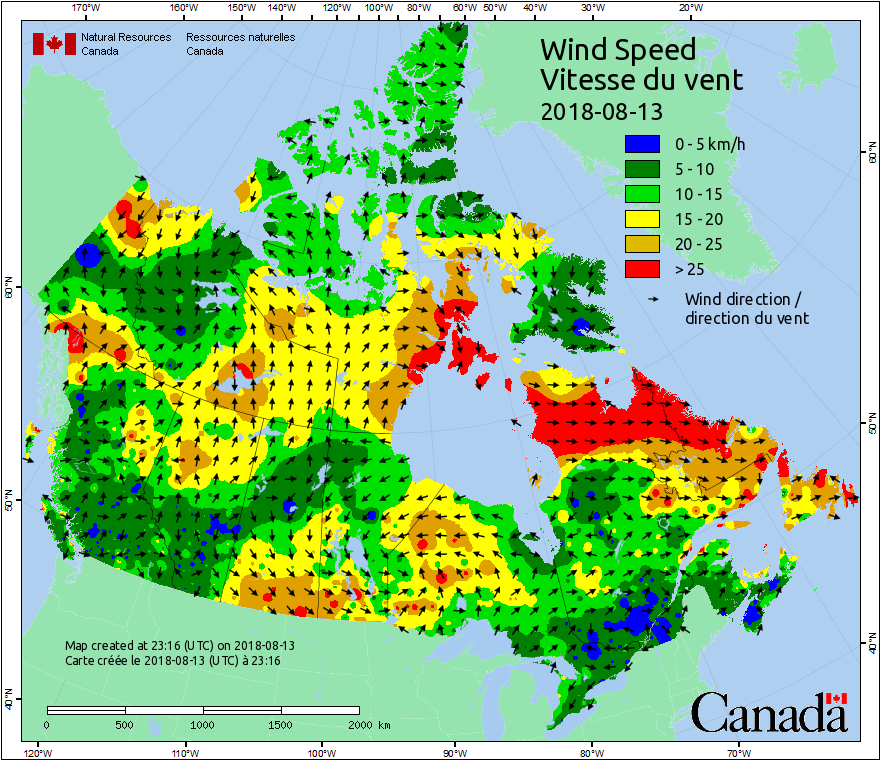 170°W 160°W 150°W 140°W 130°W 120°W 110°W 100°W 90°W 80°W 70°W 60°W 50°W 40°W 30°W 20°W
Natural Resources Ressources naturelles
Canada Canada
Wind Speed
Vitesse du vent
2018-08-13
0 - 5 km/h
5 - 10
10 - 15
15 - 20
20 - 25
> 25
Wind direction /
direction du vent
60°N
60°N
50°N
50°N
40°N
40°N
Map created at 23:16 (UTC) on 2018-08-13
Carte créée le 2018-08-13 (UTC) à 23:16
0 500 1000 1500 2000 km
Canada
120°W 110°W 100°W 90°W 80°W 70°W